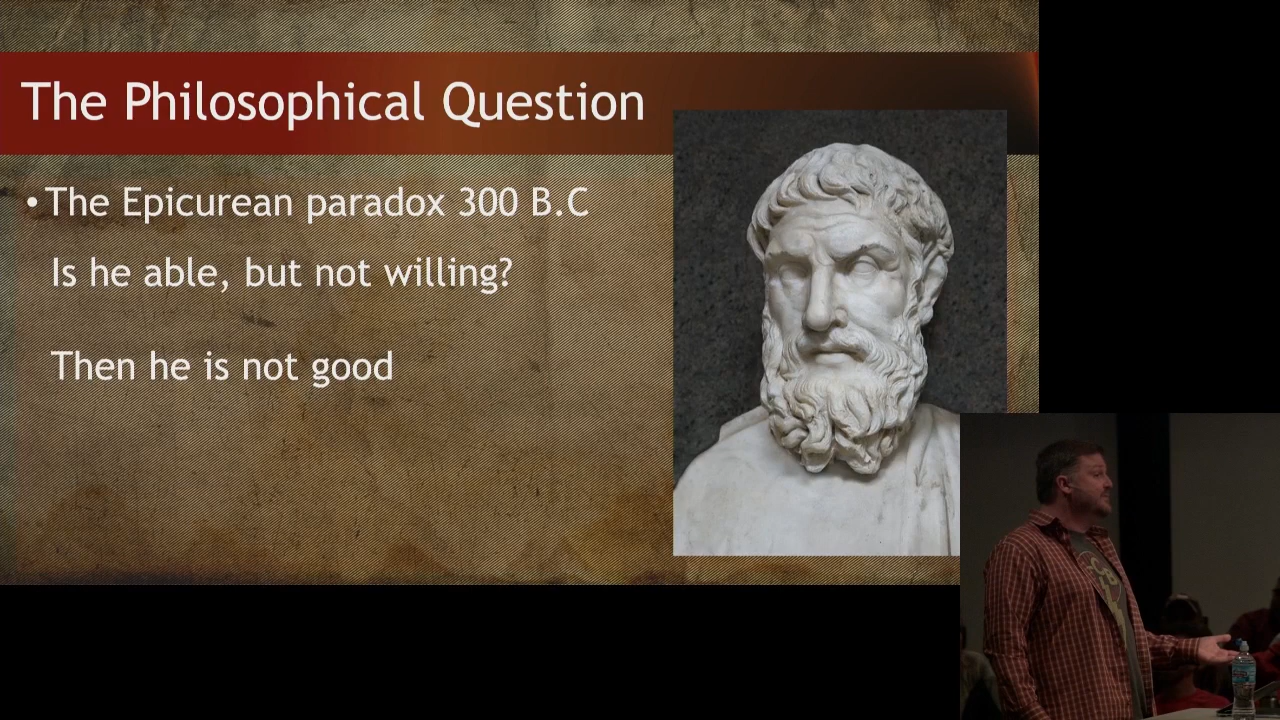 The Philosophical Question
• The Epicurean paradox 300 B.C
Is he able, but not willing?
Then he is not good